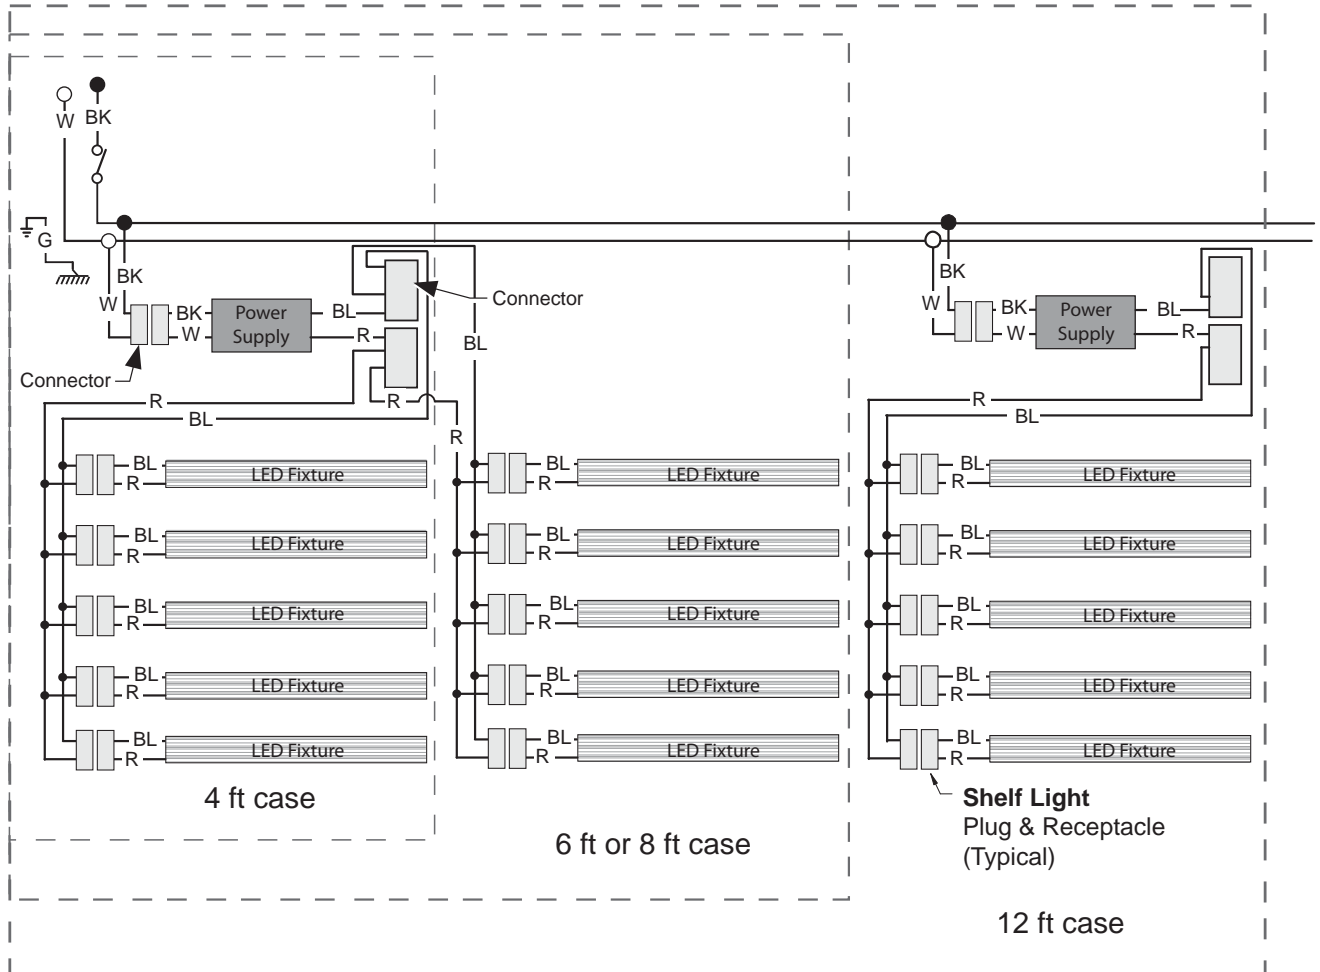 W
BK
G
BK
W
BK
W
Power
Supply
BL
R
Connector
Connector
BL
R
BL
R
R
BK
W
BK
W
Power
Supply
BL
R
R
BL
BL
R
LED Fixture
BL
R
LED Fixture
BL
R
LED Fixture
BL
R
LED Fixture
BL
R
LED Fixture
BL
R
LED Fixture
BL
R
LED Fixture
BL
R
LED Fixture
BL
R
LED Fixture
BL
R
LED Fixture
BL
R
LED Fixture
BL
R
LED Fixture
BL
R
LED Fixture
BL
R
LED Fixture
BL
R
LED Fixture
4 ft case
6 ft or 8 ft case
Shelf Light
Plug & Receptacle
(Typical)
12 ft case